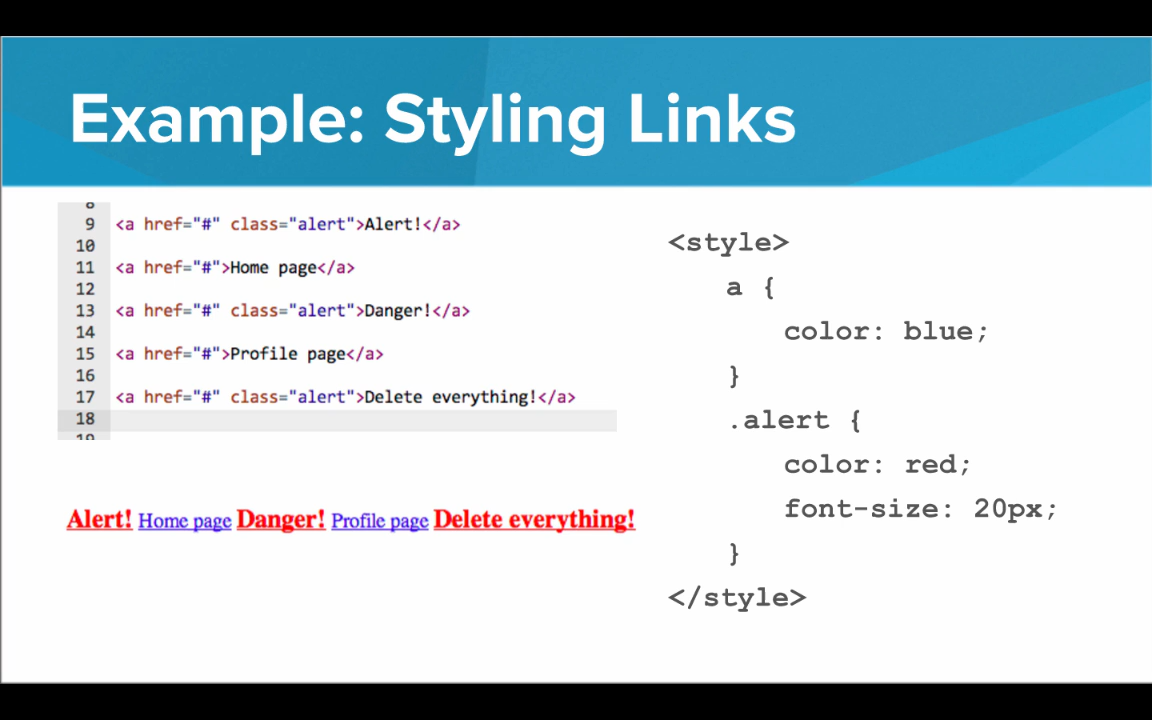 Example: Styling Links
8
9 <a href="#" class="alert">Alert!</a>
10
11 <a href="#">Home page</a>
12
13 <a href="#" class="alert">Danger!</a>
14
15 <a href="#">Profile page</a>
16
17 <a href="#" class="alert">Delete everything!</a>
18
19
Alert! Home page Danger! Profile page Delete everything!
<style>
a {
color: blue;
}
.alert {
color: red;
font-size: 20px;
}
</style>